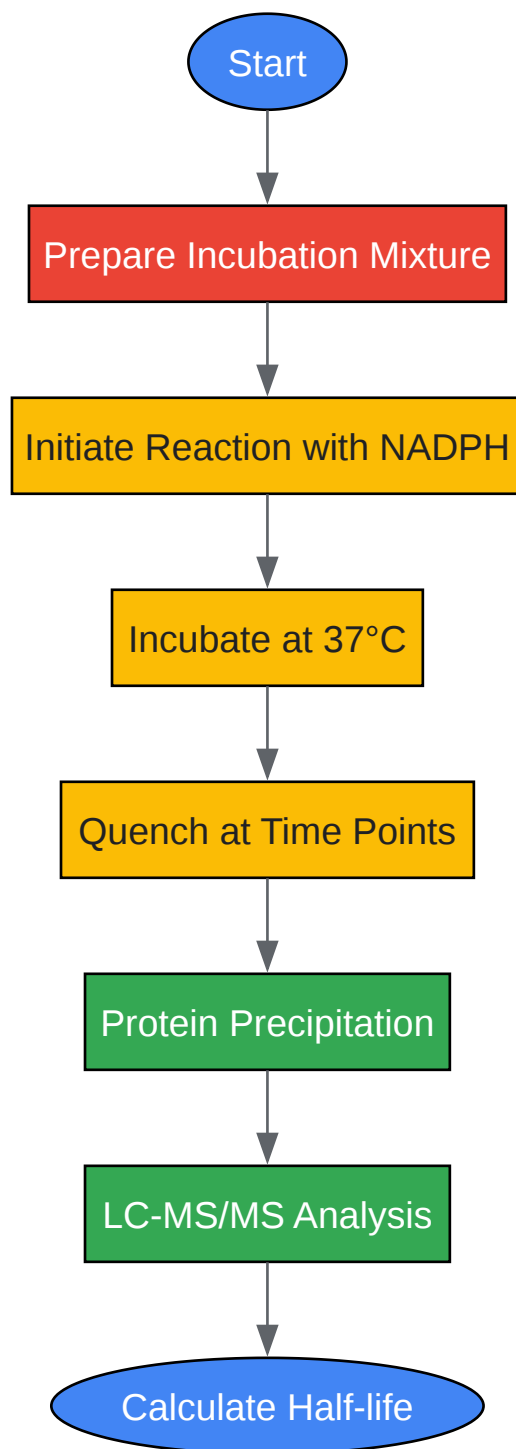 Start
Prepare Incubation Mixture
Initiate Reaction with NADPH
Incubate at 37°C
Quench at Time Points
Protein Precipitation
LC-MS/MS Analysis
Calculate Half-life